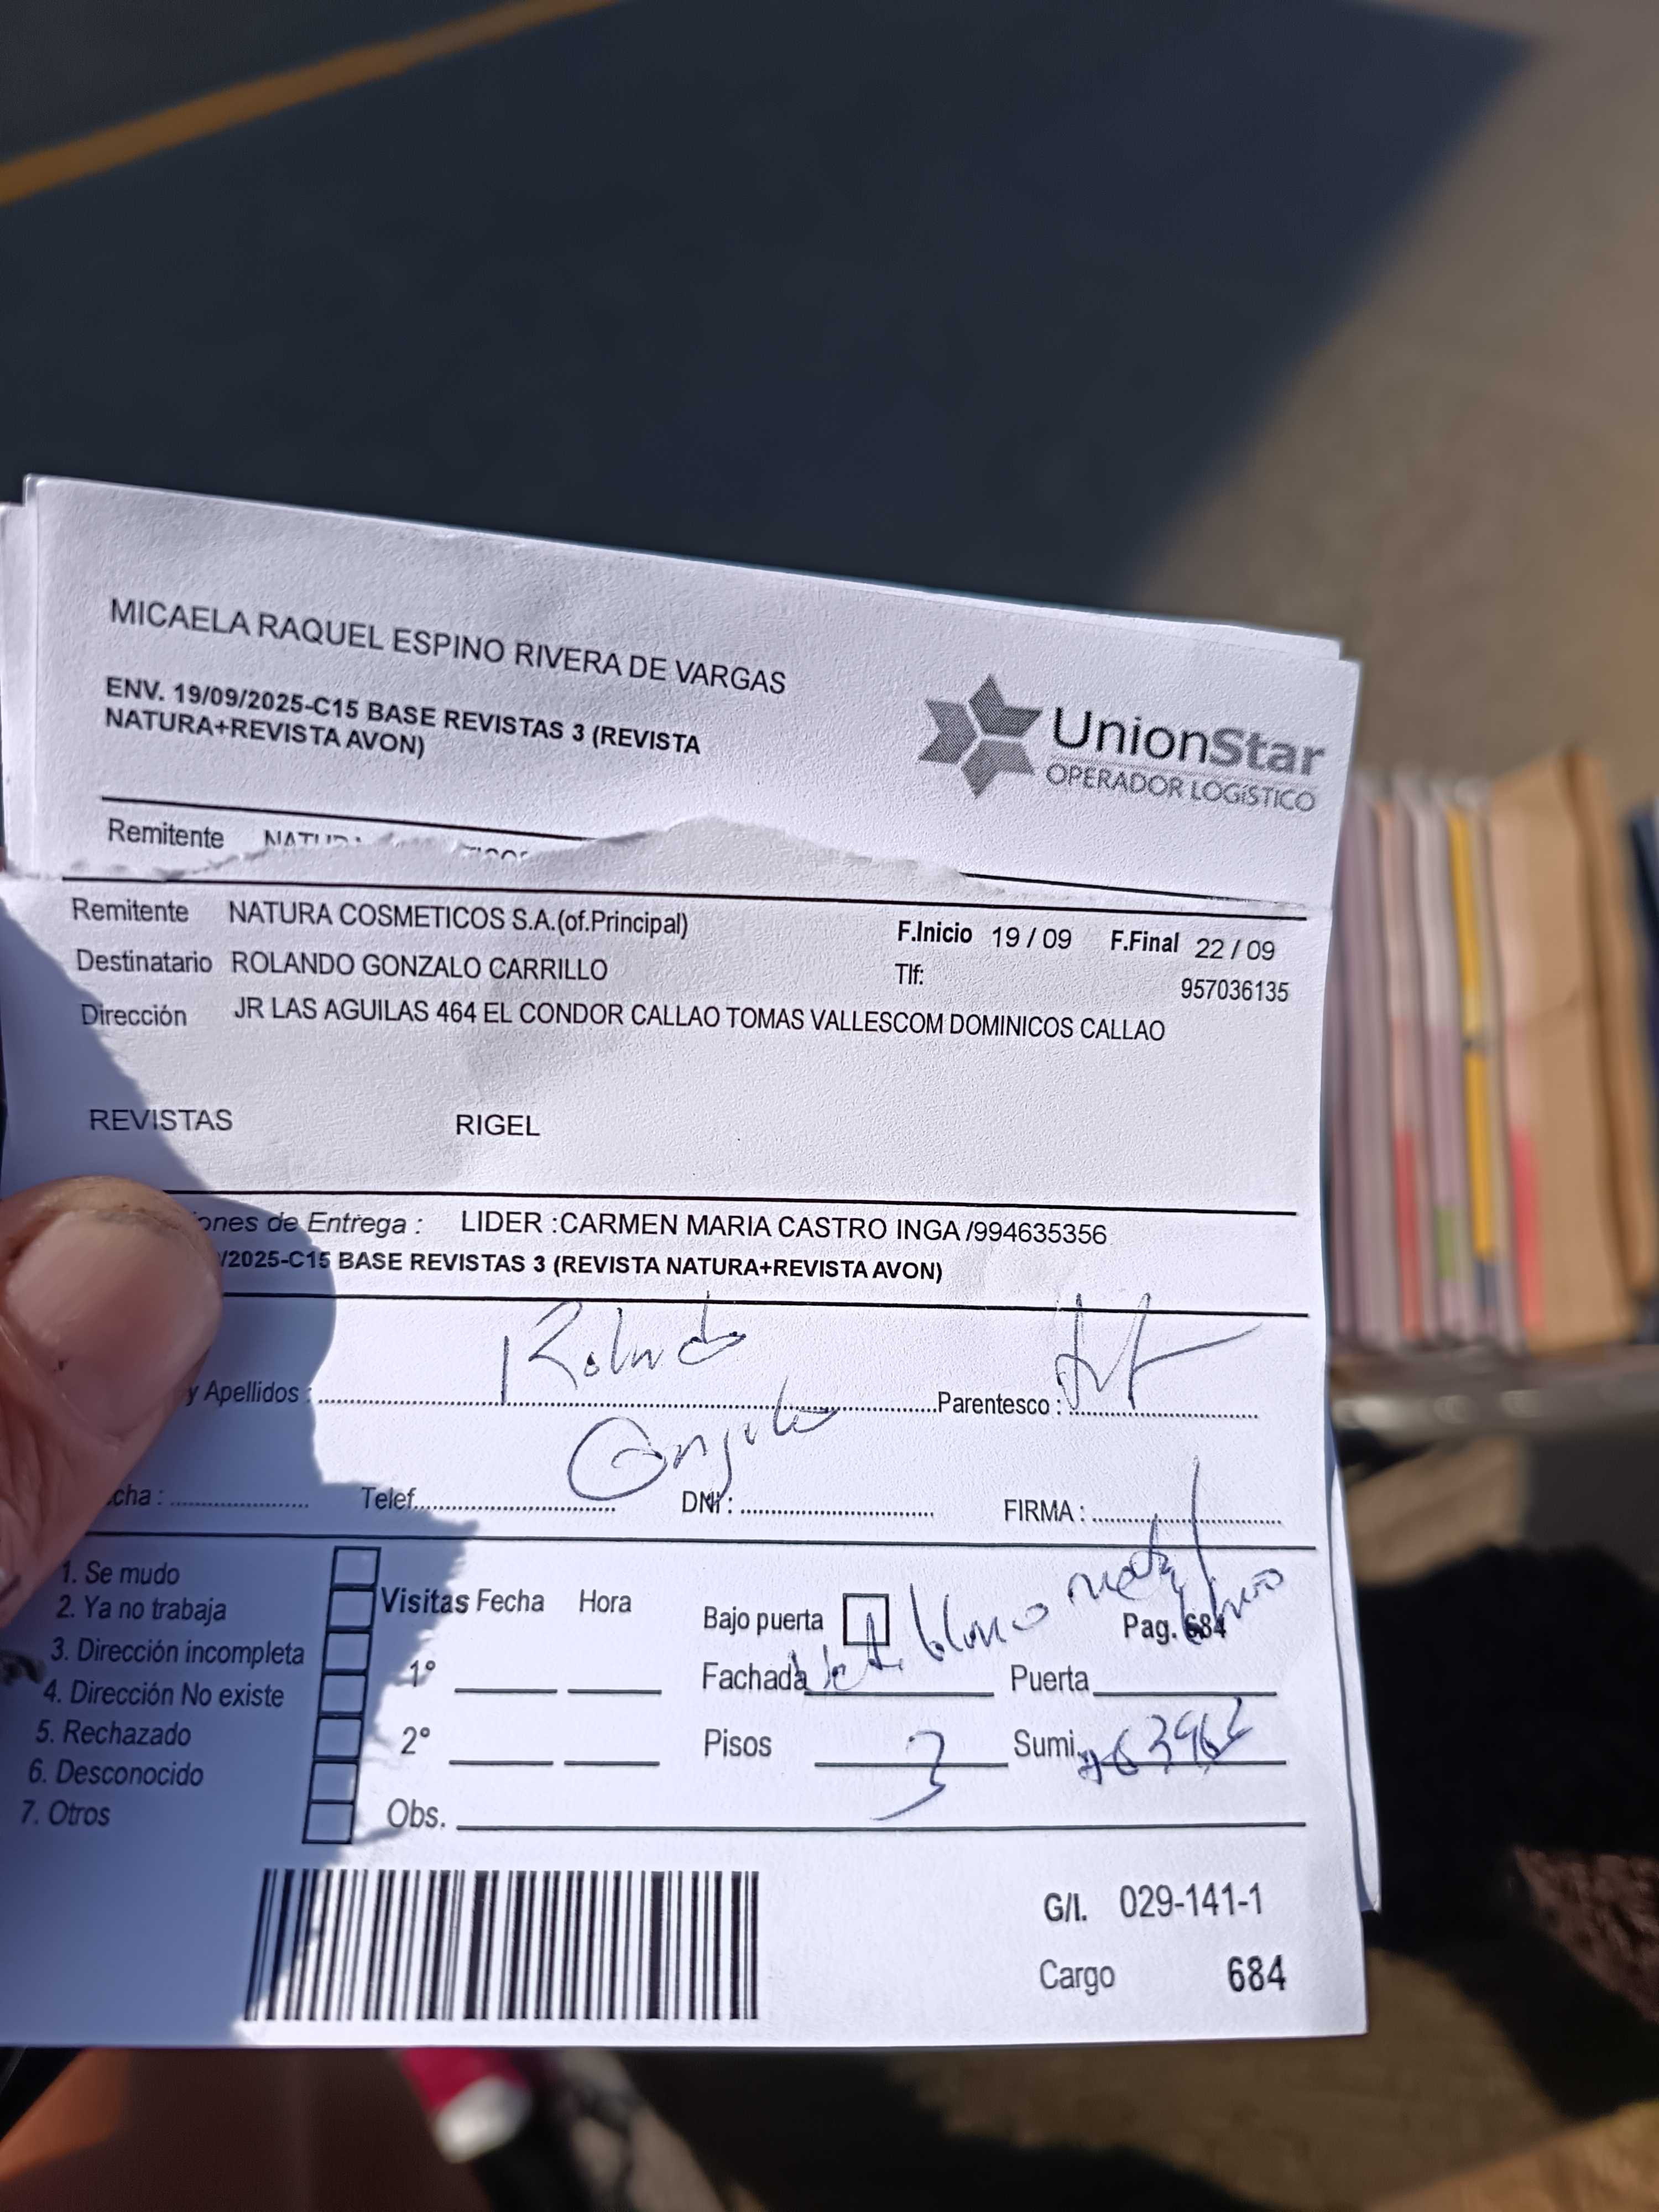 MICAELA RAQUEL ESPINO RIVERA DE VARGAS
ENV. 19/09/2025-C15 BASE REVISTAS 3 (REVISTA
NATURA+REVISTA AVON)
UnionStar
OPERADOR LOGÍSTICO
Remitente
Remitente NATURA COSMETICOS S.A.(of.Principal) F.Inicio 19 / 09 F.Final 22 / 09
Destinatario ROLANDO GONZALO CARRILLO Tlf: 957036135
Dirección JR LAS AGUILAS 464 EL CONDOR CALLAO TOMAS VALLESCOM DOMINICOS CALLAO
REVISTAS RIGEL
ones de Entrega : LIDER :CARMEN MARIA CASTRO INGA /994635356
/2025-C15 BASE REVISTAS 3 (REVISTA NATURA+REVISTA AVON)
Rolando
y Apellidos : Parentesco :
Gonzalo
cha : Telef. DNI : FIRMA :
1. Se mudo
2. Ya no trabaja
3. Dirección incompleta
4. Dirección No existe
5. Rechazado
6. Desconocido
7. Otros
Visitas Fecha Hora
1°
2°
Obs.
Bajo puerta Pag. 684
blanco
Fachada Puerta
Pisos 3 Sumi.
G/I. 029-141-1
Cargo 684